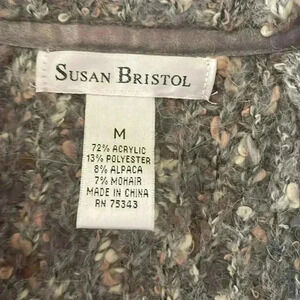 SUSAN BRISTOL
M
72% ACRYLIC
13% POLYESTER
8% ALPACA
7% MOHAIR
MADE IN CHINA
RN 75343